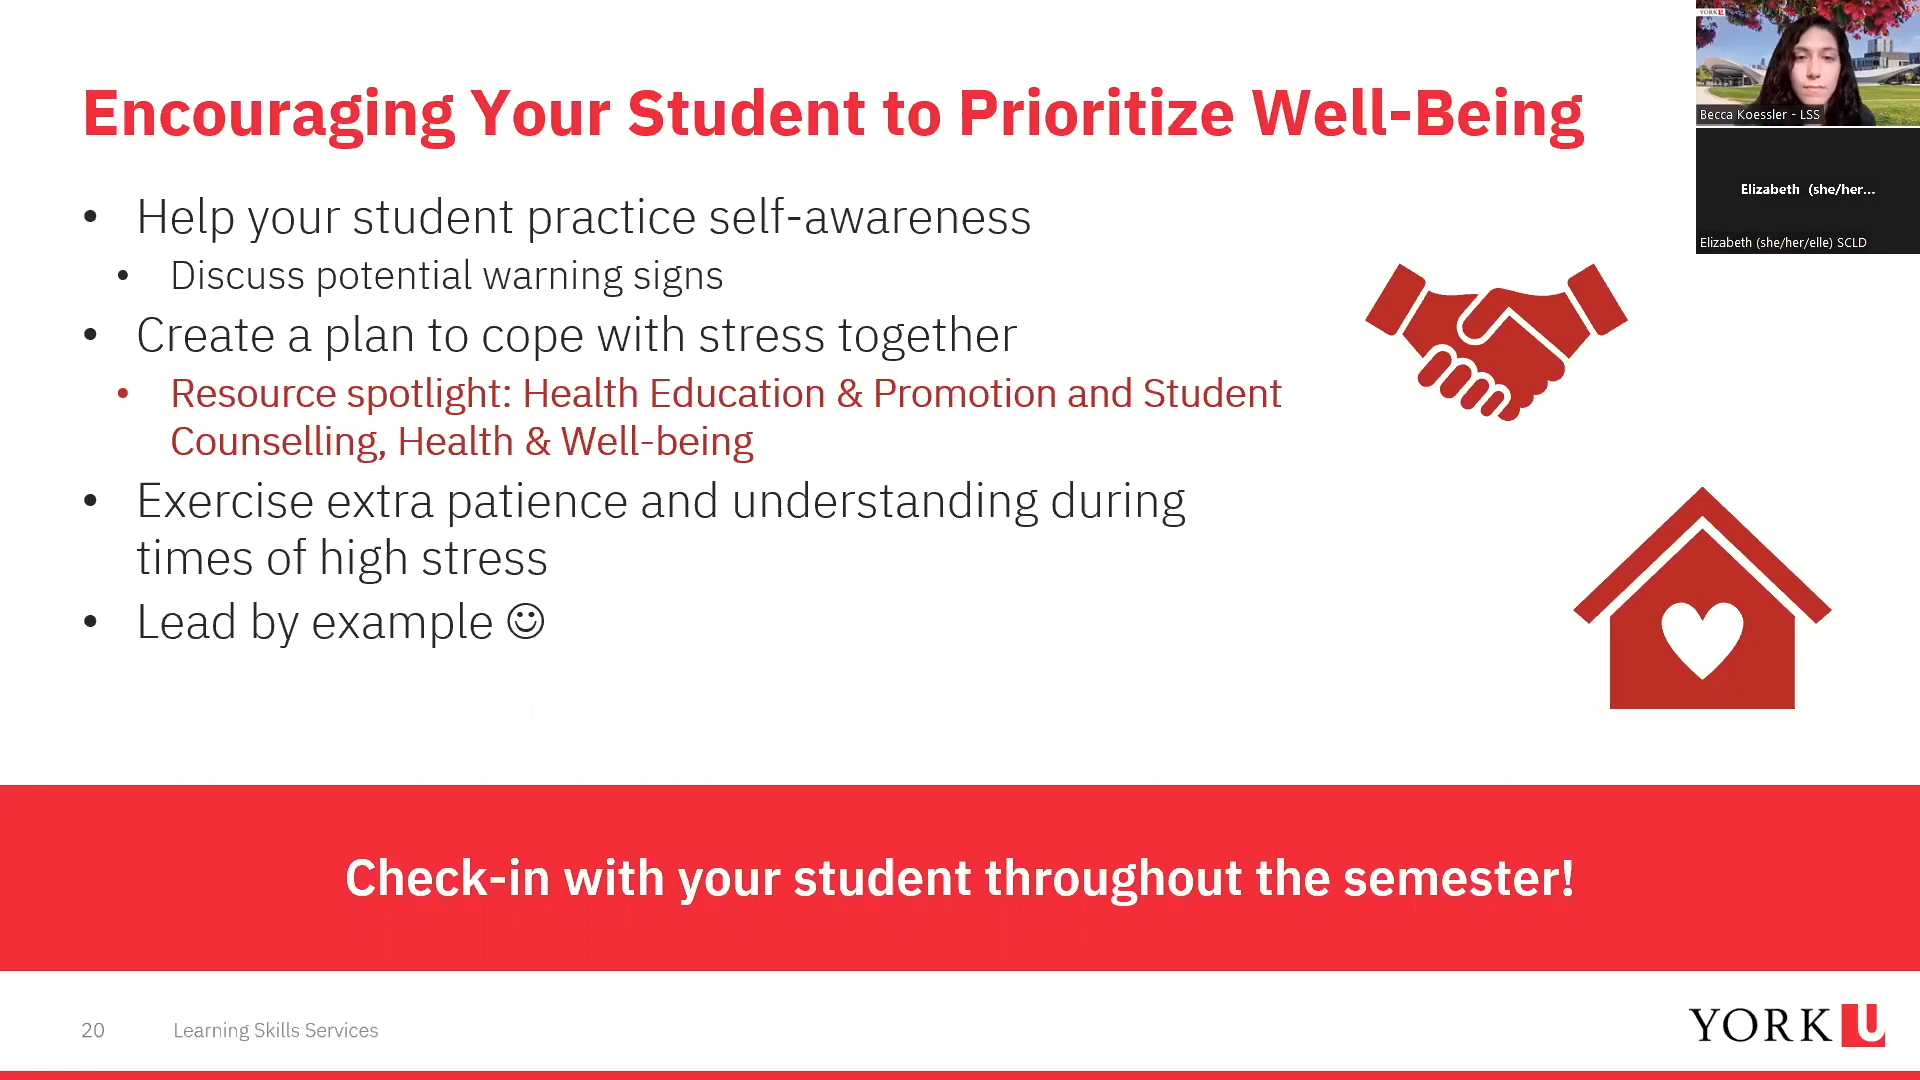 Encouraging Your Student to Prioritize Well-Being
• Help your student practice self-awareness
• Discuss potential warning signs
• Create a plan to cope with stress together
• Resource spotlight: Health Education & Promotion and Student
Counselling, Health & Well-being
• Exercise extra patience and understanding during
times of high stress
• Lead by example ☺
Check-in with your student throughout the semester!
20 Learning Skills Services
YORK U
YORK U
Becca Koessler - LSS
Elizabeth (she/her...
Elizabeth (she/her/elle) SCLD